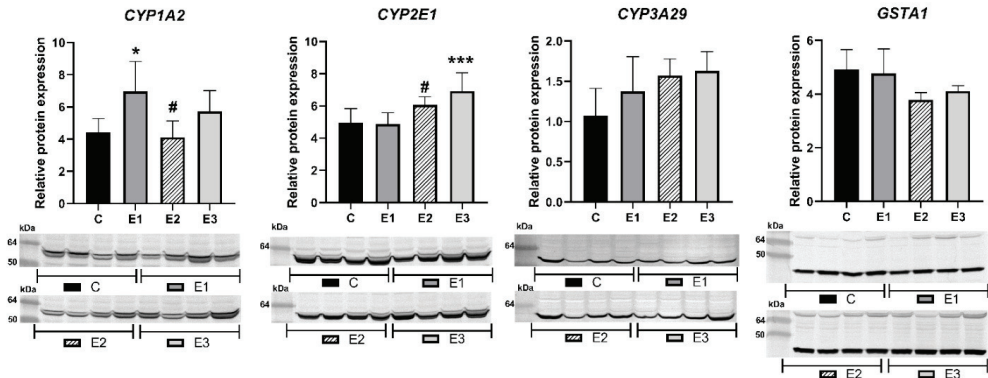 CYP1A2
Relative protein expression
10
8
6
4
2
0
*
#
C E1 E2 E3
kDa
64
50
C E1
64
50
E2 E3
CYP2E1
Relative protein expression
10
8
6
4
2
0
#
***
C E1 E2 E3
kDa
64
C E1
64
E2 E3
CYP3A29
Relative protein expression
2.0
1.5
1.0
0.5
0.0
C E1 E2 E3
kDa
64
C E1
64
E2 E3
GSTA1
Relative protein expression
6
4
2
0
C E1 E2 E3
kDa
64
50
C E1
64
50
E2 E3